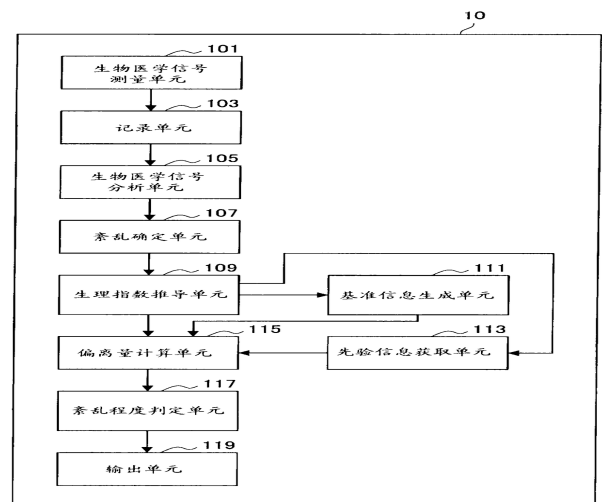 10
101
生物医学信号
测量单元
103
记录单元
105
生物医学信号
分析单元
107
紊乱确定单元
109
生理指数推导单元
111
基准信息生成单元
115
偏离量计算单元
113
先验信息获取单元
117
紊乱程度判定单元
119
输出单元